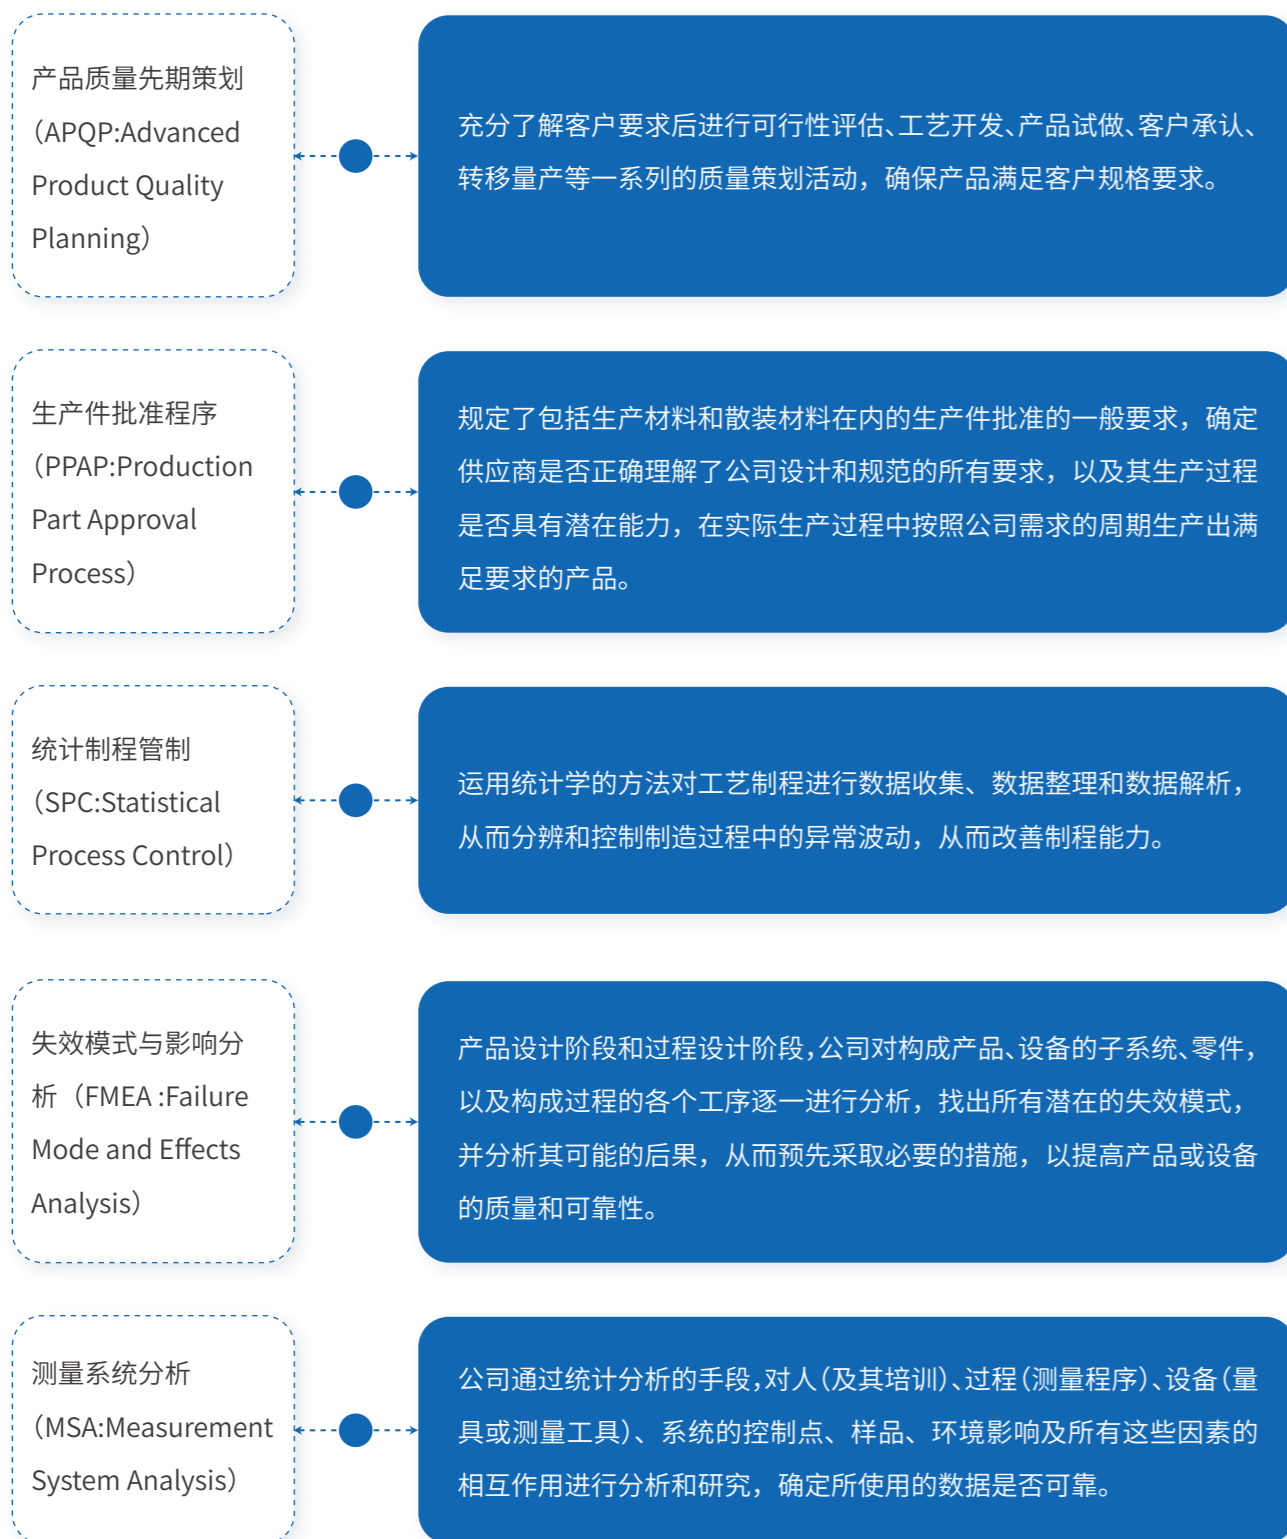 产品质量先期策划
（APQP:Advanced
Product Quality
Planning）
充分了解客户要求后进行可行性评估、工艺开发、产品试做、客户承认、
转移量产等一系列的质量策划活动，确保产品满足客户规格要求。
生产件批准程序
（PPAP:Production
Part Approval
Process）
规定了包括生产材料和散装材料在内的生产件批准的一般要求，确定
供应商是否正确理解了公司设计和规范的所有要求，以及其生产过程
是否具有潜在能力，在实际生产过程中按照公司需求的周期生产出满
足要求的产品。
统计制程管制
（SPC:Statistical
Process Control）
运用统计学的方法对工艺制程进行数据收集、数据整理和数据解析，
从而分辨和控制制造过程中的异常波动，从而改善制程能力。
失效模式与影响分
析（FMEA :Failure
Mode and Effects
Analysis）
产品设计阶段和过程设计阶段，公司对构成产品、设备的子系统、零件，
以及构成过程的各个工序逐一进行分析，找出所有潜在的失效模式，
并分析其可能的后果，从而预先采取必要的措施，以提高产品或设备
的质量和可靠性。
测量系统分析
（MSA:Measurement
System Analysis）
公司通过统计分析的手段，对人（及其培训）、过程（测量程序）、设备（量
具或测量工具）、系统的控制点、样品、环境影响及所有这些因素的
相互作用进行分析和研究，确定所使用的数据是否可靠。